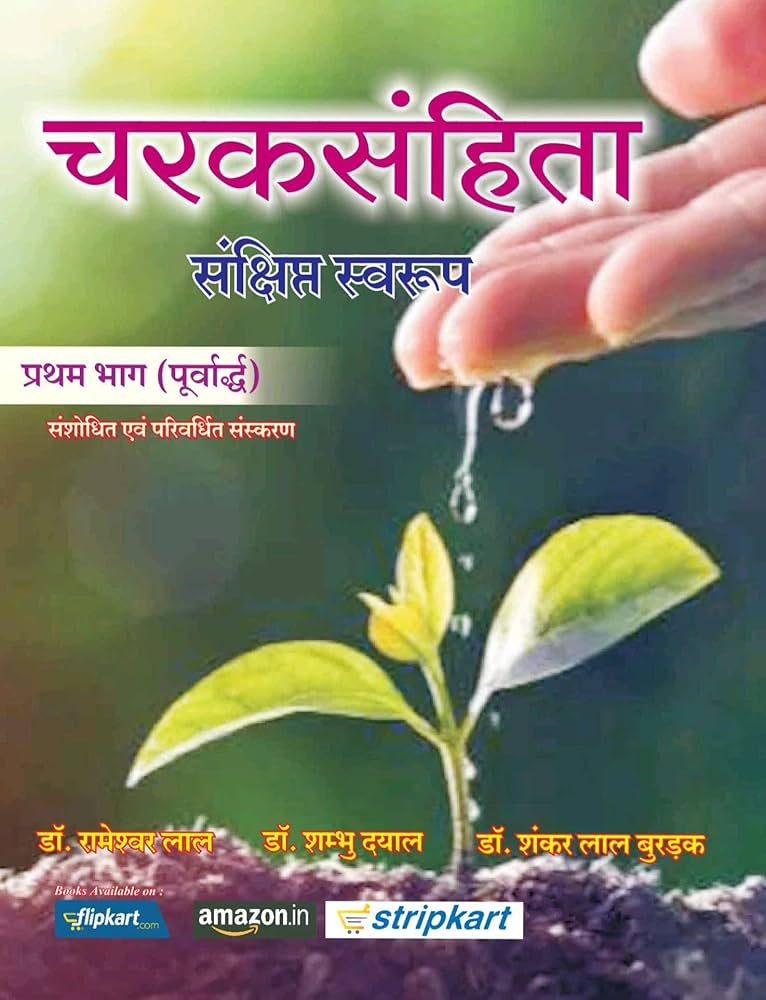 चरकसंहिता
संक्षिप्त स्वरूप
प्रथम भाग (पूर्वार्द्ध)
संशोधित एवं परिवर्धित संस्करण
डॉ. रामेश्वर लाल डॉ. शम्भु दयाल डॉ. शंकर लाल बुरड़क
Books Available on :
flipkart.com amazon.in stripkart